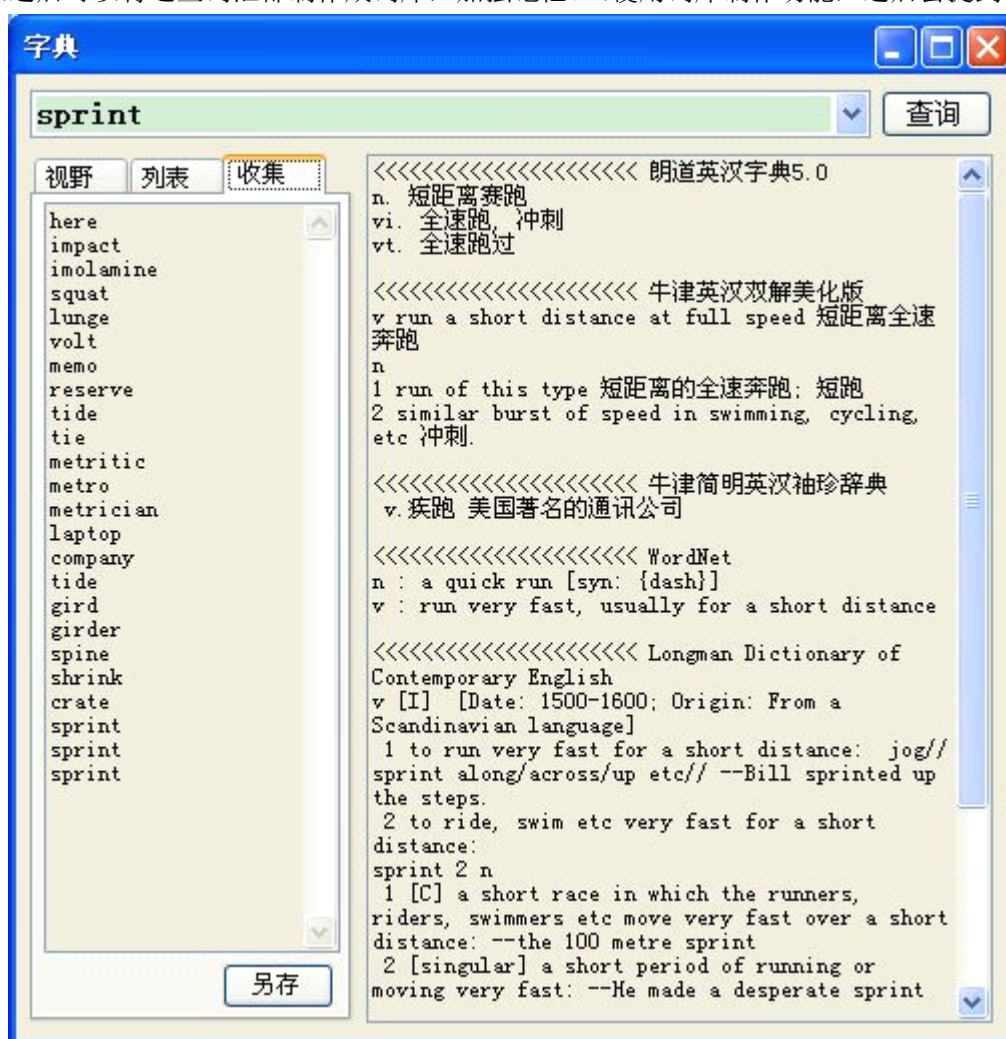 字典
sprint
查询
视野 列表 收集
here
impact
imolamine
squat
lunge
volt
memo
reserve
tide
tie
metritic
metro
metrician
laptop
company
tide
gird
girder
spine
shrink
crate
sprint
sprint
sprint
另存
<<<<<<<<<<<<<<<<<<<<<< 朗道英汉字典5.0
n. 短距离赛跑
vi. 全速跑, 冲刺
vt. 全速跑过
<<<<<<<<<<<<<<<<<<<<<< 牛津英汉双解美化版
v run a short distance at full speed 短距离全速
奔跑
n
1 run of this type 短距离的全速奔跑; 短跑
2 similar burst of speed in swimming, cycling,
etc 冲刺.
<<<<<<<<<<<<<<<<<<<<<< 牛津简明英汉袖珍辞典
v.疾跑 美国著名的通讯公司
<<<<<<<<<<<<<<<<<<<<<< WordNet
n : a quick run [syn: {dash}]
v : run very fast, usually for a short distance
<<<<<<<<<<<<<<<<<<<<<< Longman Dictionary of
Contemporary English
v [I] [Date: 1500-1600; Origin: From a
Scandinavian language]
1 to run very fast for a short distance: jog//
sprint along/across/up etc// --Bill sprinted up
the steps.
2 to ride, swim etc very fast for a short
distance:
sprint 2 n
1 [C] a short race in which the runners,
riders, swimmers etc move very fast over a short
distance: --the 100 metre sprint
2 [singular] a short period of running or
moving very fast: --He made a desperate sprint